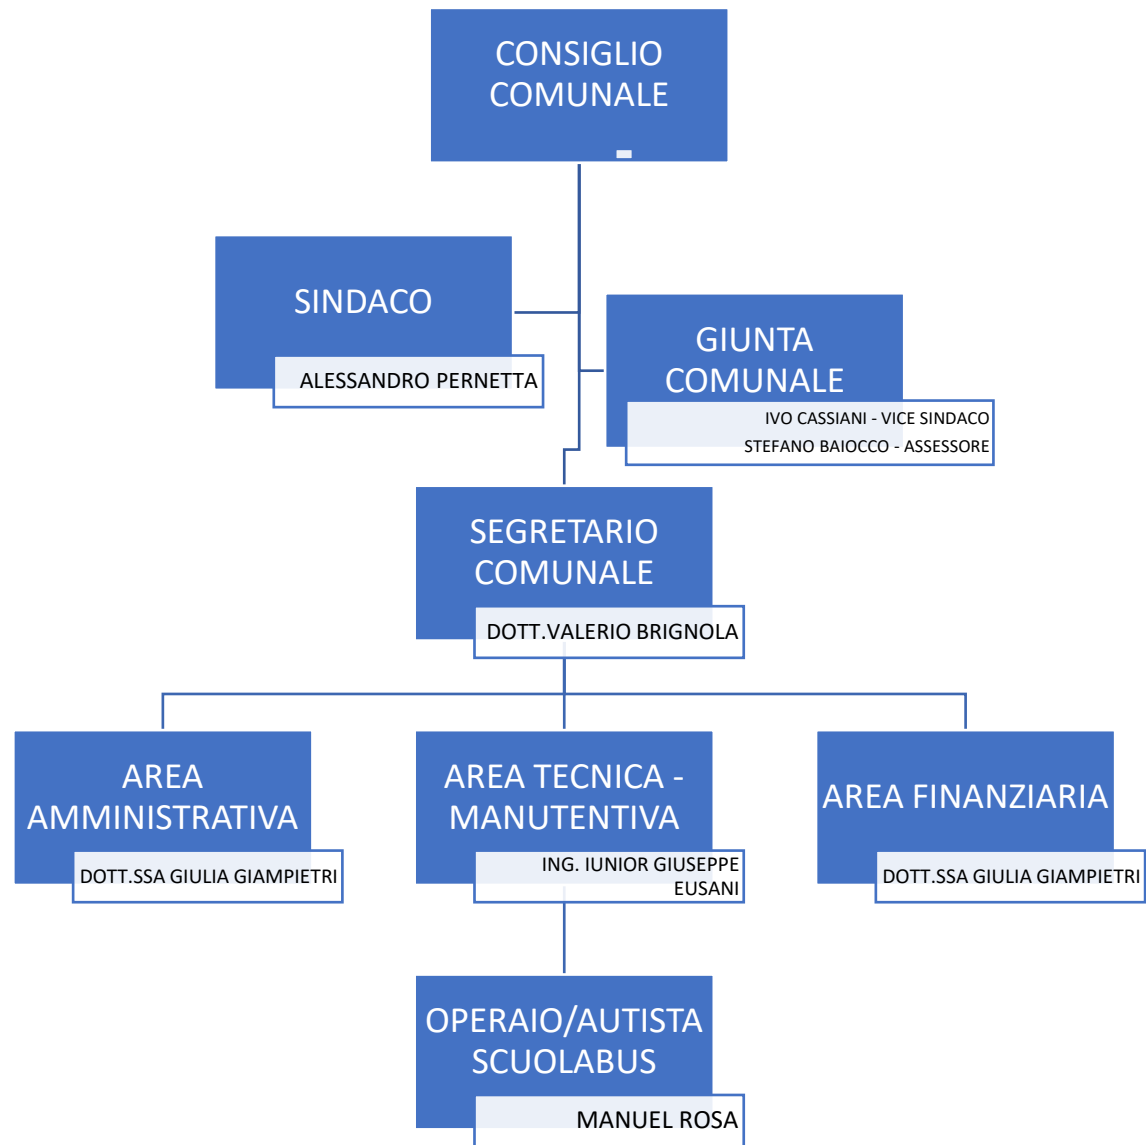 CONSIGLIO
COMUNALE
SINDACO
ALESSANDRO PERNETTA
GIUNTA
COMUNALE
IVO CASSIANI - VICE SINDACO
STEFANO BAIOCCO - ASSESSORE
SEGRETARIO
COMUNALE
DOTT.VALERIO BRIGNOLA
AREA
AMMINISTRATIVA
DOTT.SSA GIULIA GIAMPIETRI
AREA TECNICA -
MANUTENTIVA
ING. IUNIOR GIUSEPPE
EUSANI
AREA FINANZIARIA
DOTT.SSA GIULIA GIAMPIETRI
OPERAIO/AUTISTA
SCUOLABUS
MANUEL ROSA